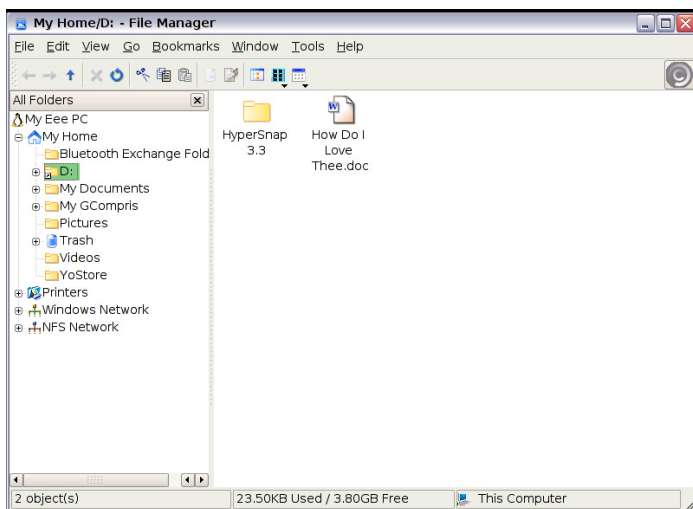 My Home/D: - File Manager
File Edit View Go Bookmarks Window Tools Help
All Folders
My Eee PC
My Home
Bluetooth Exchange Fold
D:
My Documents
My GCompris
Pictures
Trash
Videos
YoStore
Printers
Windows Network
NFS Network
HyperSnap
3.3
How Do I
Love
Thee.doc
2 object(s)
23.50KB Used / 3.80GB Free
This Computer